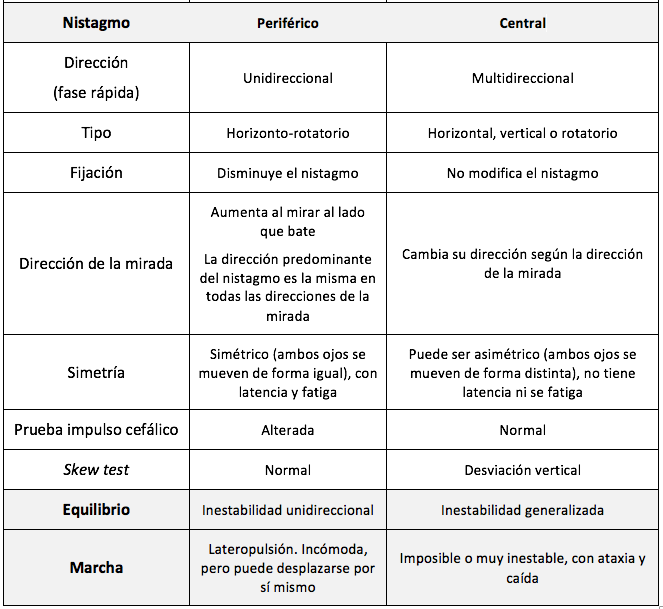 Nistagmo Periférico Central
Dirección
(fase rápida)
Unidireccional
Multidireccional
Tipo
Horizonto-rotatorio
Horizontal, vertical o rotatorio
Fijación
Disminuye el nistagmo
No modifica el nistagmo
Dirección de la mirada
Aumenta al mirar al lado
que bate
La dirección predominante
del nistagmo es la misma en
todas las direcciones de la
mirada
Cambia su dirección según la dirección
de la mirada
Simetría
Simétrico (ambos ojos se
mueven de forma igual), con
latencia y fatiga
Puede ser asimétrico (ambos ojos se
mueven de forma distinta), no tiene
latencia ni se fatiga
Prueba impulso cefálico
Alterada
Normal
Skew test
Normal
Desviación vertical
Equilibrio
Inestabilidad unidireccional
Inestabilidad generalizada
Marcha
Lateropulsión. Incómoda,
pero puede desplazarse por
sí mismo
Imposible o muy inestable, con ataxia y
caída